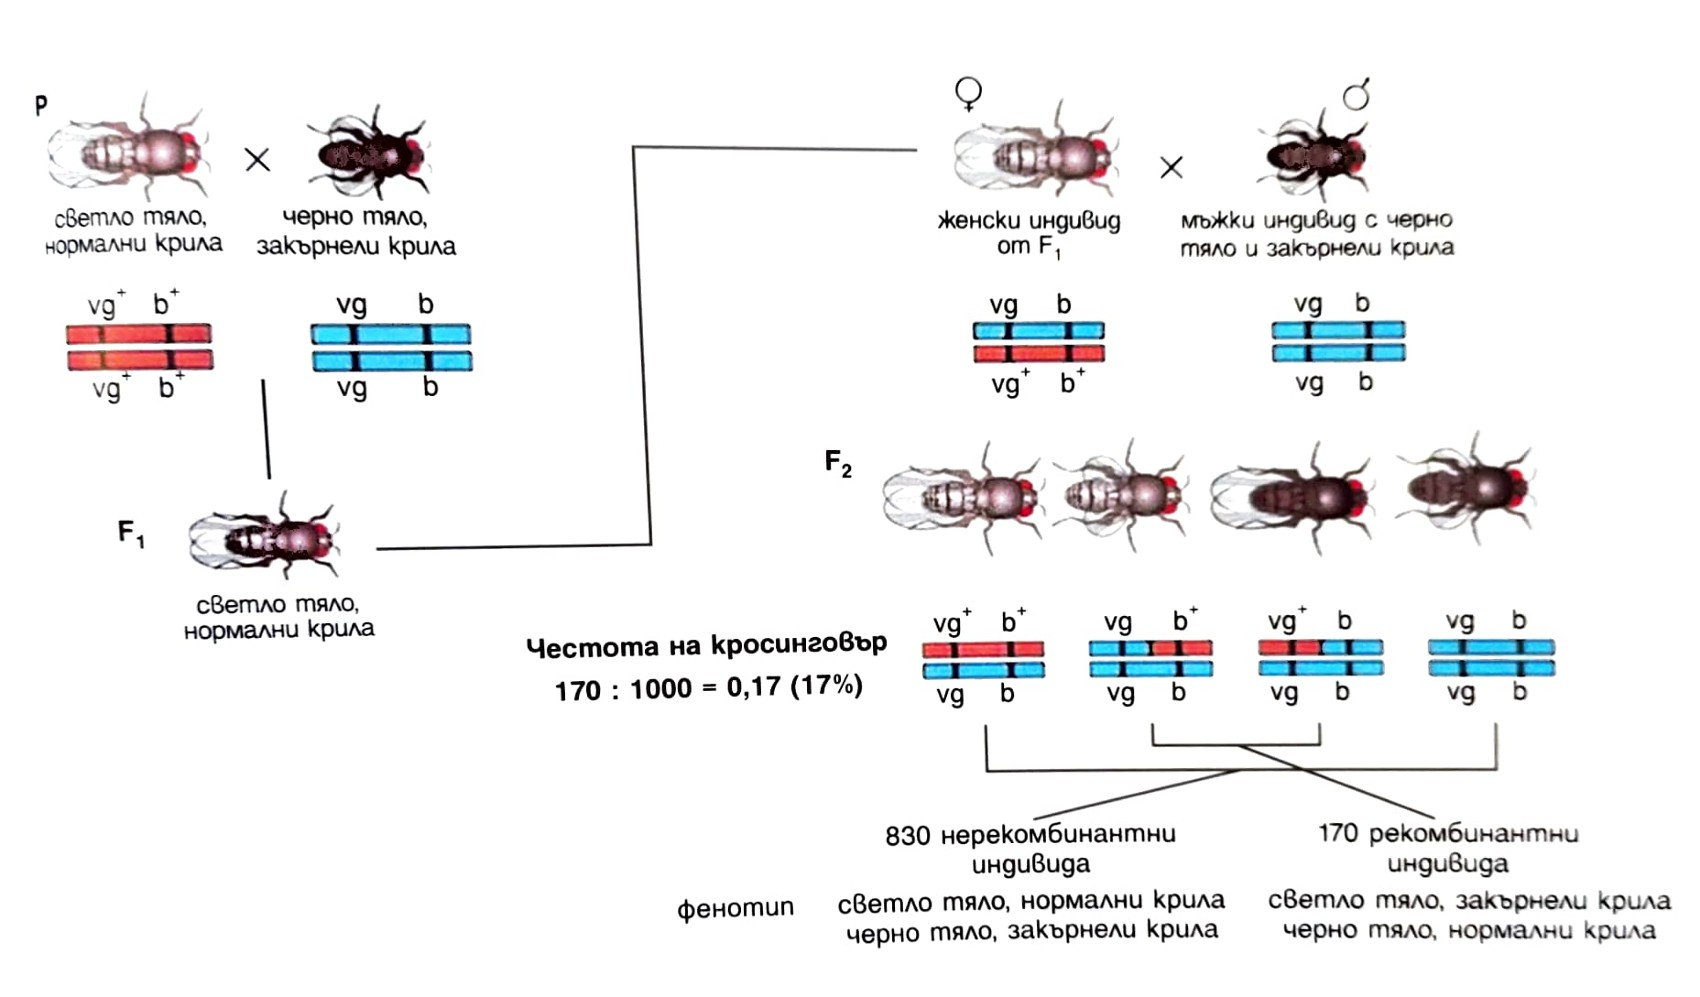 P
×
светло тяло,
нормални крила
черно тяло,
закърнели крила
vg⁺ b⁺
vg⁺ b⁺
vg b
vg b
F₁
светло тяло,
нормални крила
♀
×
♂
женски индивид
от F₁
мъжки индивид с черно
тяло и закърнели крила
vg b
vg⁺ b⁺
vg b
vg b
F₂
Честота на кросинговър
170 : 1000 = 0,17 (17%)
vg⁺ b⁺
vg b
vg b⁺
vg b
vg⁺ b
vg b
vg b
vg b
830 нерекомбинантни
индивида
170 рекомбинантни
индивида
фенотип
светло тяло, нормални крила
черно тяло, закърнели крила
светло тяло, закърнели крила
черно тяло, нормални крила